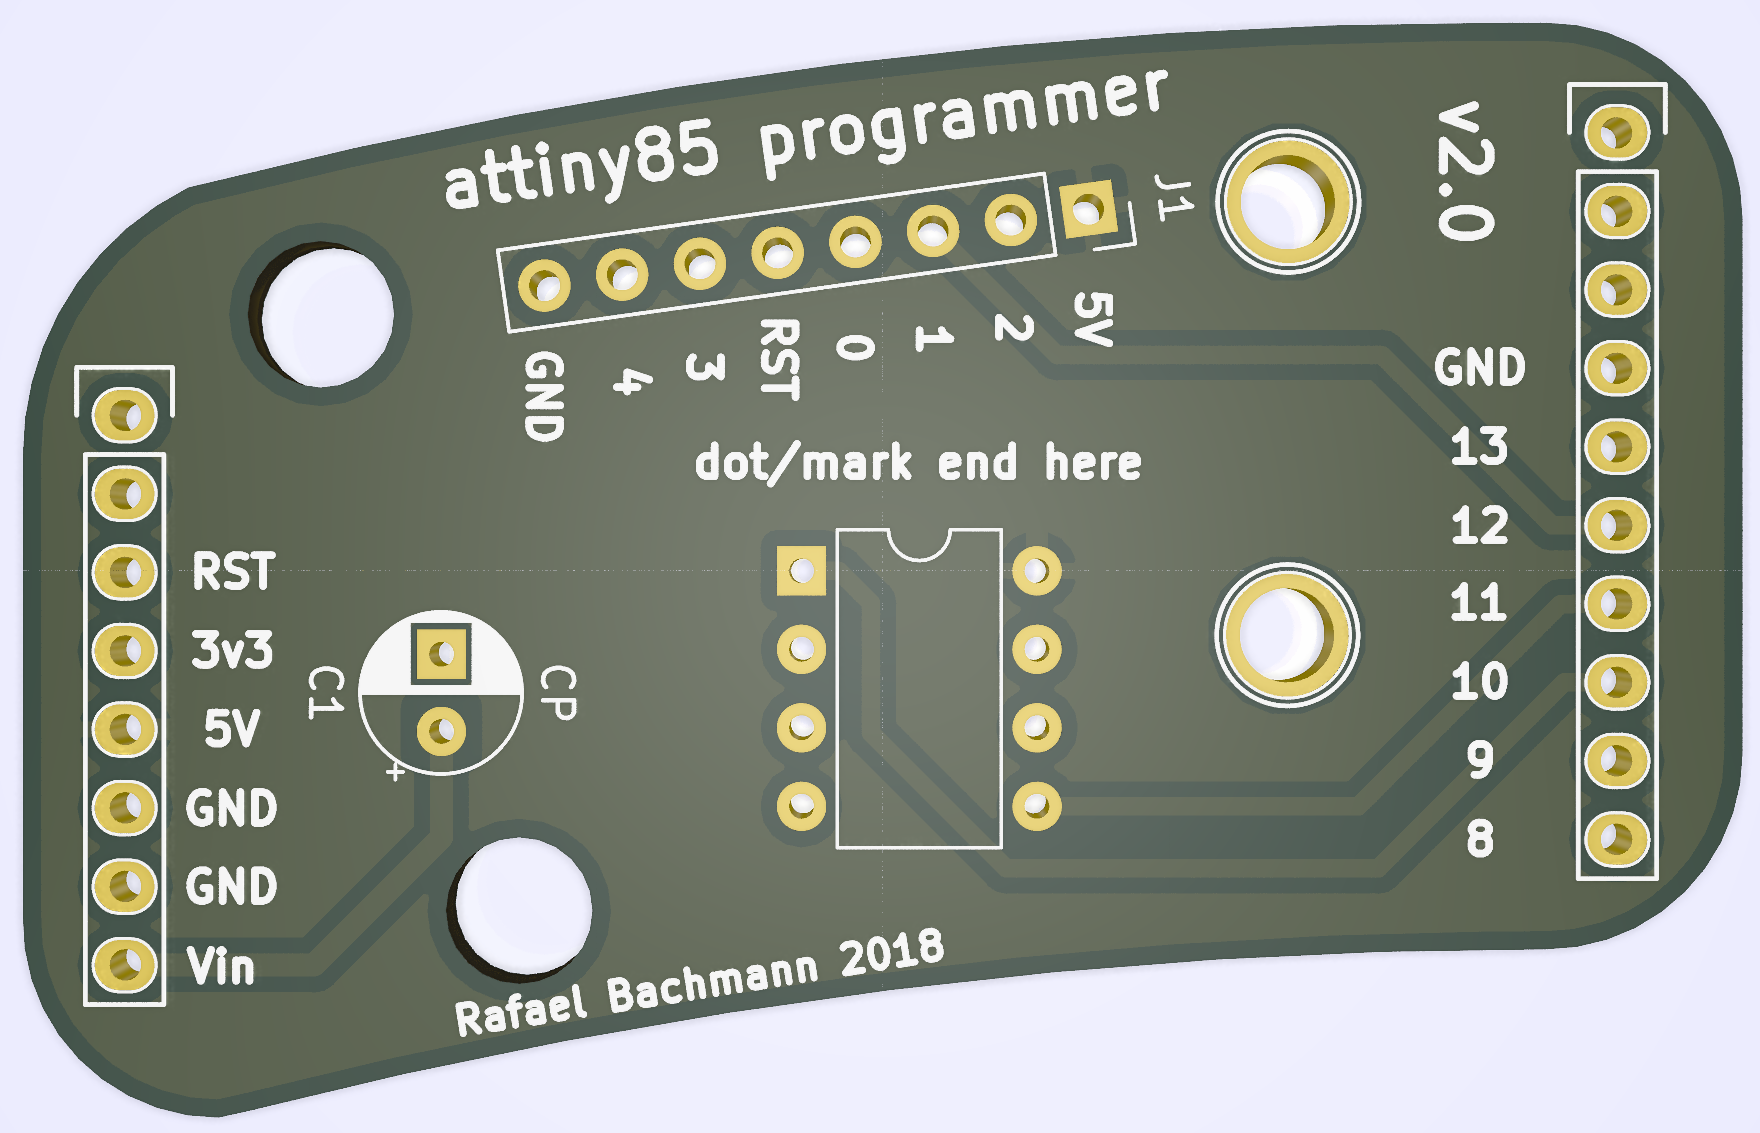 attiny85 programmer
v2.0
J1
GND
4
3
RST
0
1
2
5V
dot/mark end here
GND
13
12
11
10
9
8
RST
3v3
5V
GND
GND
Vin
C1
CP
+
Rafael Bachmann 2018